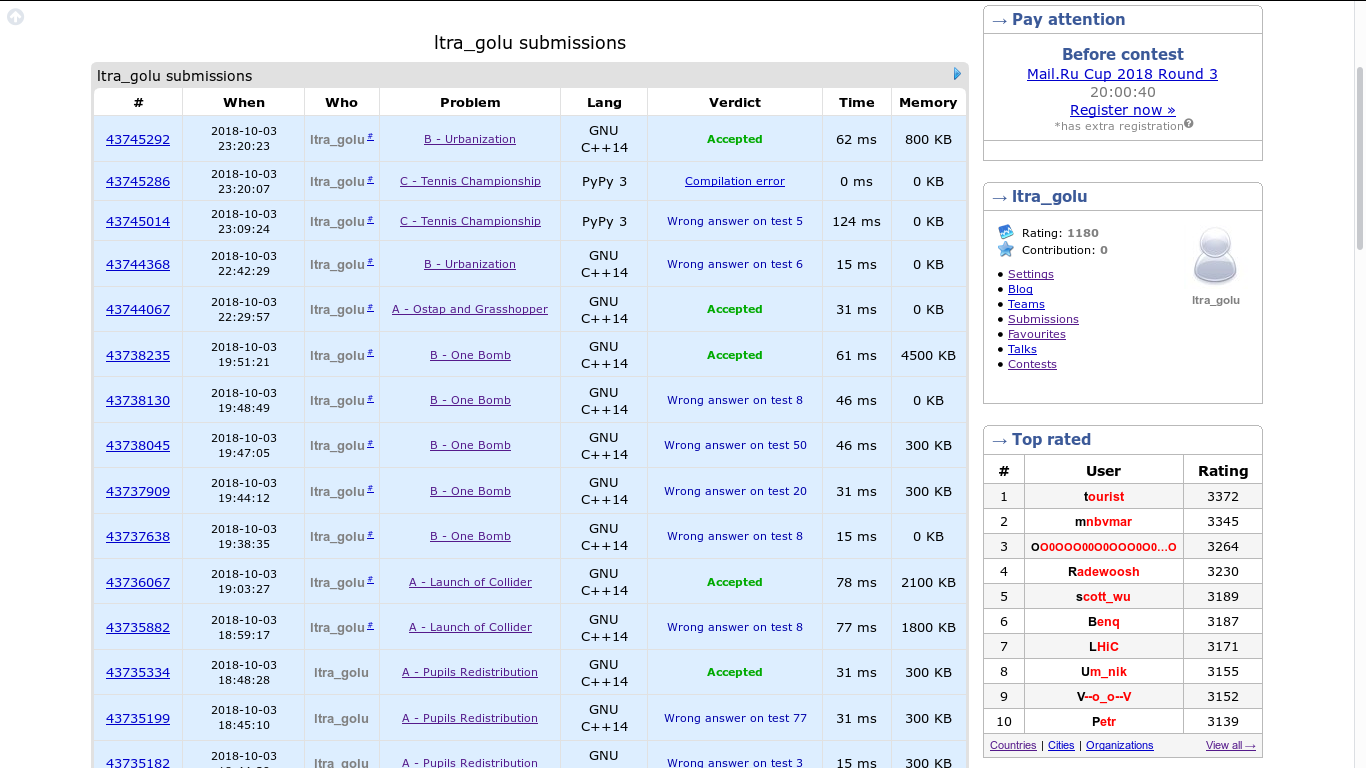 ltra_golu submissions
ltra_golu submissions
# When Who Problem Lang Verdict Time Memory
43745292 2018-10-03 23:20:23 ltra_golu # B - Urbanization GNU C++14 Accepted 62 ms 800 KB
43745286 2018-10-03 23:20:07 ltra_golu # C - Tennis Championship PyPy 3 Compilation error 0 ms 0 KB
43745014 2018-10-03 23:09:24 ltra_golu # C - Tennis Championship PyPy 3 Wrong answer on test 5 124 ms 0 KB
43744368 2018-10-03 22:42:29 ltra_golu # B - Urbanization GNU C++14 Wrong answer on test 6 15 ms 0 KB
43744067 2018-10-03 22:29:57 ltra_golu # A - Ostap and Grasshopper GNU C++14 Accepted 31 ms 0 KB
43738235 2018-10-03 19:51:21 ltra_golu # B - One Bomb GNU C++14 Accepted 61 ms 4500 KB
43738130 2018-10-03 19:48:49 ltra_golu # B - One Bomb GNU C++14 Wrong answer on test 8 46 ms 0 KB
43738045 2018-10-03 19:47:05 ltra_golu # B - One Bomb GNU C++14 Wrong answer on test 50 46 ms 300 KB
43737909 2018-10-03 19:44:12 ltra_golu # B - One Bomb GNU C++14 Wrong answer on test 20 31 ms 300 KB
43737638 2018-10-03 19:38:35 ltra_golu # B - One Bomb GNU C++14 Wrong answer on test 8 15 ms 0 KB
43736067 2018-10-03 19:03:27 ltra_golu # A - Launch of Collider GNU C++14 Accepted 78 ms 2100 KB
43735882 2018-10-03 18:59:17 ltra_golu # A - Launch of Collider GNU C++14 Wrong answer on test 8 77 ms 1800 KB
43735334 2018-10-03 18:48:28 ltra_golu A - Pupils Redistribution GNU C++14 Accepted 31 ms 300 KB
43735199 2018-10-03 18:45:10 ltra_golu A - Pupils Redistribution GNU C++14 Wrong answer on test 77 31 ms 300 KB
43735182 2018-10-03 ltra_golu A - Pupils Redistribution GNU Wrong answer on test 3 15 ms 300 KB
→ Pay attention
Before contest
Mail.Ru Cup 2018 Round 3
20:00:40
Register now »
*has extra registration?
→ ltra_golu
Rating: 1180
Contribution: 0
Settings
Blog
Teams
Submissions
Favourites
Talks
Contests
ltra_golu
→ Top rated
# User Rating
1 tourist 3372
2 mnbvmar 3345
3 OO0OOO00O0OOO0O0...O 3264
4 Radewoosh 3230
5 scott_wu 3189
6 Benq 3187
7 LHiC 3171
8 Um_nik 3155
9 V--o_o--V 3152
10 Petr 3139
Countries | Cities | Organizations View all →